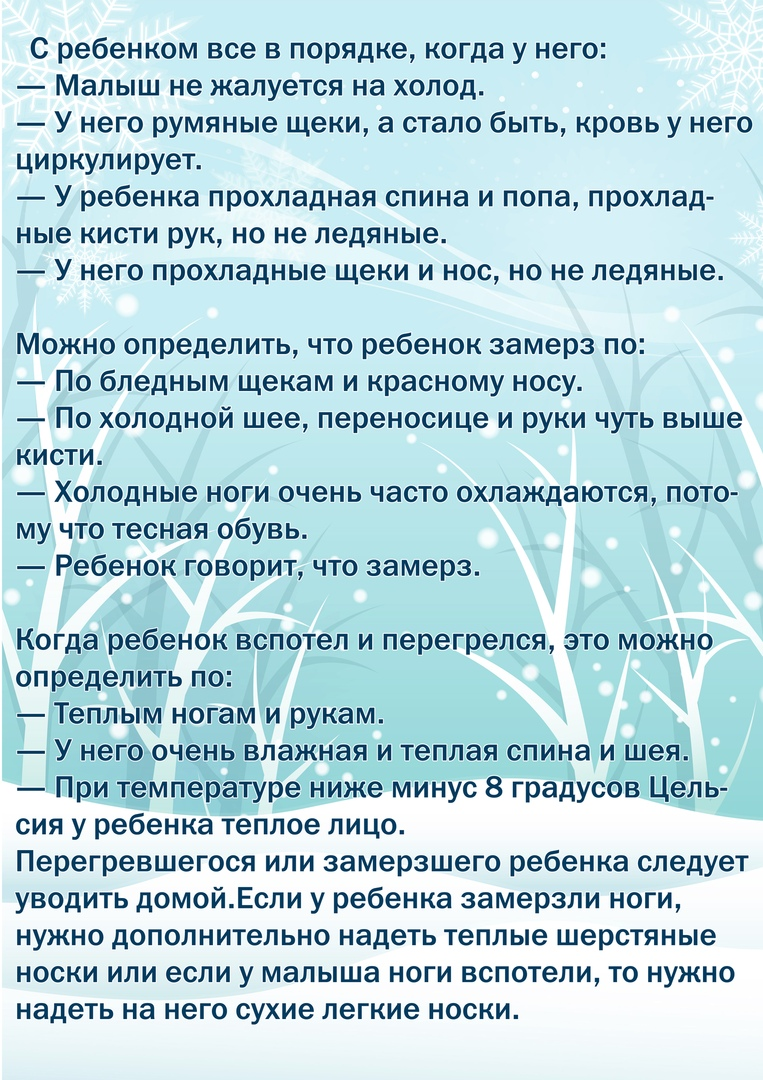 С ребенком все в порядке, когда у него:
— Малыш не жалуется на холод.
— У него румяные щеки, а стало быть, кровь у него
циркулирует.
— У ребенка прохладная спина и попа, прохлад-
ные кисти рук, но не ледяные.
— У него прохладные щеки и нос, но не ледяные.
Можно определить, что ребенок замерз по:
— По бледным щекам и красному носу.
— По холодной шее, переносице и руки чуть выше
кисти.
— Холодные ноги очень часто охлаждаются, пото-
му что тесная обувь.
— Ребенок говорит, что замерз.
Когда ребенок вспотел и перегрелся, это можно
определить по:
— Теплым ногам и рукам.
— У него очень влажная и теплая спина и шея.
— При температуре ниже минус 8 градусов Цель-
сия у ребенка теплое лицо.
Перегревшегося или замерзшего ребенка следует
уводить домой.Если у ребенка замерзли ноги,
нужно дополнительно надеть теплые шерстяные
носки или если у малыша ноги вспотели, то нужно
надеть на него сухие легкие носки.